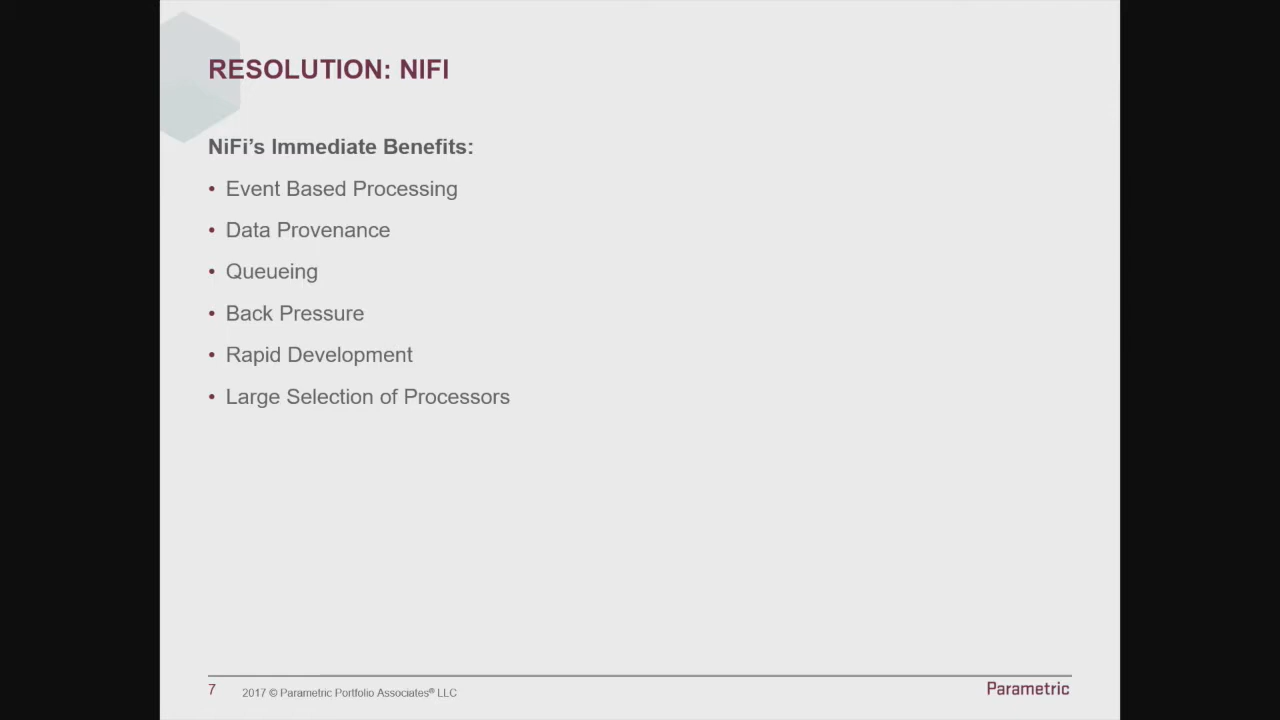 RESOLUTION: NIFI
NiFi’s Immediate Benefits:
• Event Based Processing
• Data Provenance
• Queueing
• Back Pressure
• Rapid Development
• Large Selection of Processors
7
2017 © Parametric Portfolio Associates® LLC
Parametric